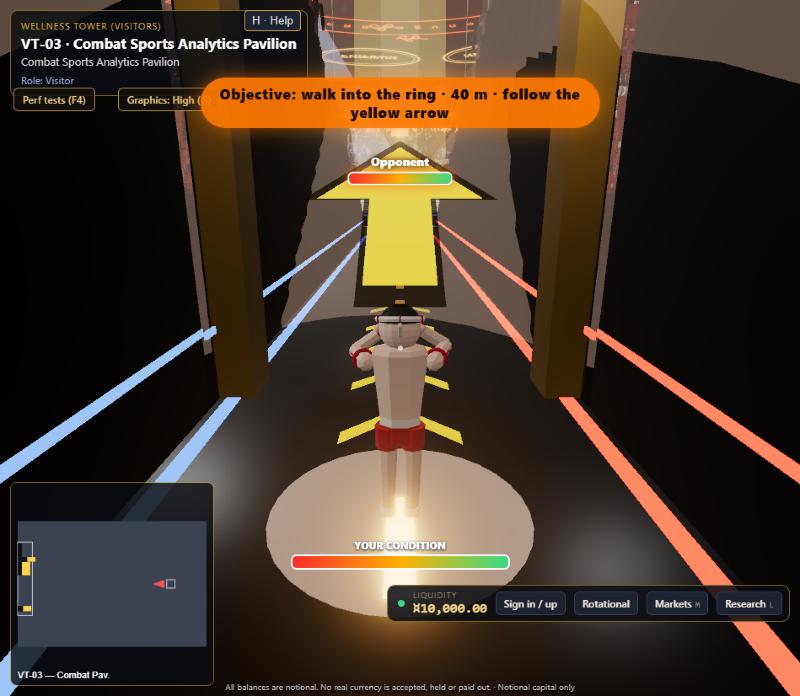 WELLNESS TOWER (VISITORS)
H · Help
VT-03 · Combat Sports Analytics Pavilion
Combat Sports Analytics Pavilion
Role: Visitor
Perf tests (F4)
Graphics: High
Objective: walk into the ring · 40 m · follow the
yellow arrow
Opponent
YOUR CONDITION
LIQUIDITY
¤10,000.00
Sign in / up
Rotational
Markets M
Research L
VT-03 — Combat Pav.
All balances are notional. No real currency is accepted, held or paid out. · Notional capital only